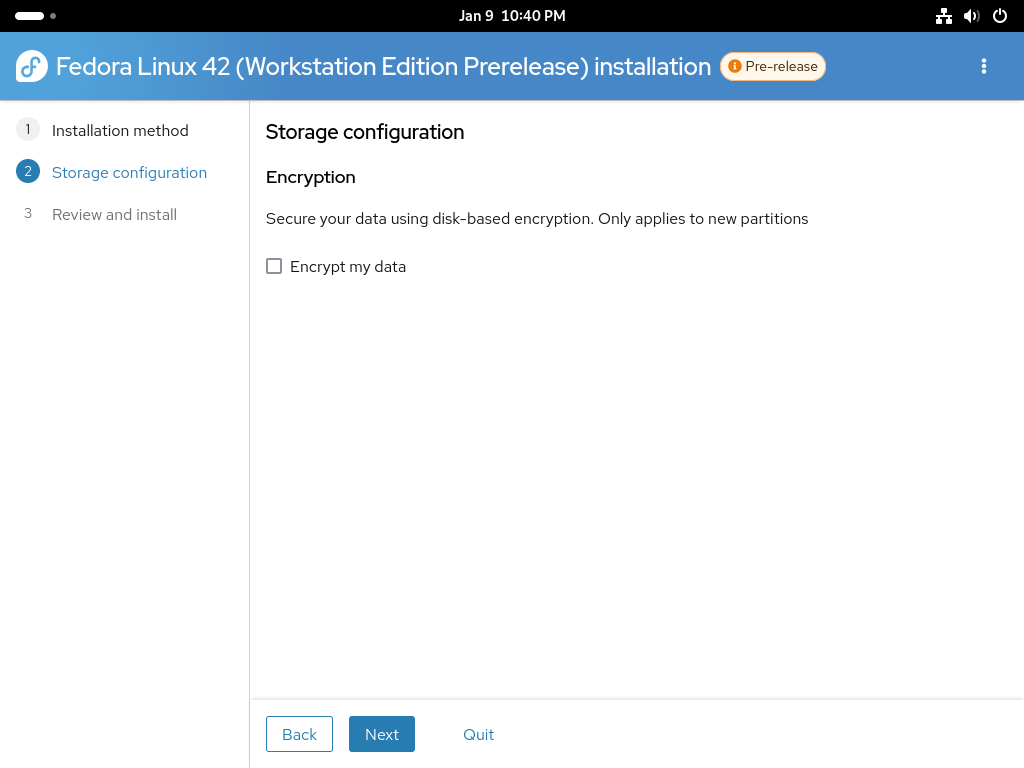 Jan 9 10:40 PM
Fedora Linux 42 (Workstation Edition Prerelease) installation
Pre-release
1 Installation method
2 Storage configuration
3 Review and install
Storage configuration
Encryption
Secure your data using disk-based encryption. Only applies to new partitions
Encrypt my data
Back Next Quit